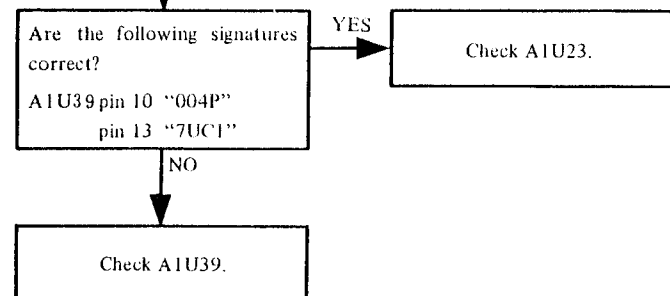 Are the following signatures
correct?
A1U39 pin 10 “004P”
pin 13 “7UC1”
YES
Check A1U23.
NO
Check A1U39.